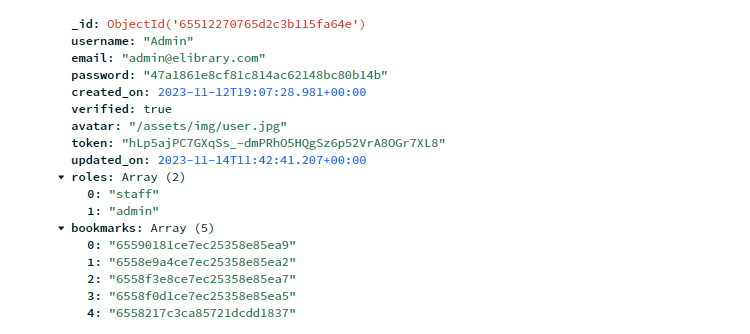 _id: ObjectId('65512270765d2c3b115fa64e')
username: "Admin"
email: "admin@elibrary.com"
password: "47a1861e8cf81c814ac62148bc80b14b"
created_on: 2023-11-12T19:07:28.981+00:00
verified: true
avatar: "/assets/img/user.jpg"
token: "hLp5ajPC7GXqSs_-dmPRhO5HQgSz6p52VrA8OGr7XL8"
updated_on: 2023-11-14T11:42:41.207+00:00
roles: Array (2)
0: "staff"
1: "admin"
bookmarks: Array (5)
0: "65590181ce7ec25358e85ea9"
1: "6558e9a4ce7ec25358e85ea2"
2: "6558f3e8ce7ec25358e85ea7"
3: "6558f0d1ce7ec25358e85ea5"
4: "6558217c3ca85721dcdd1837"